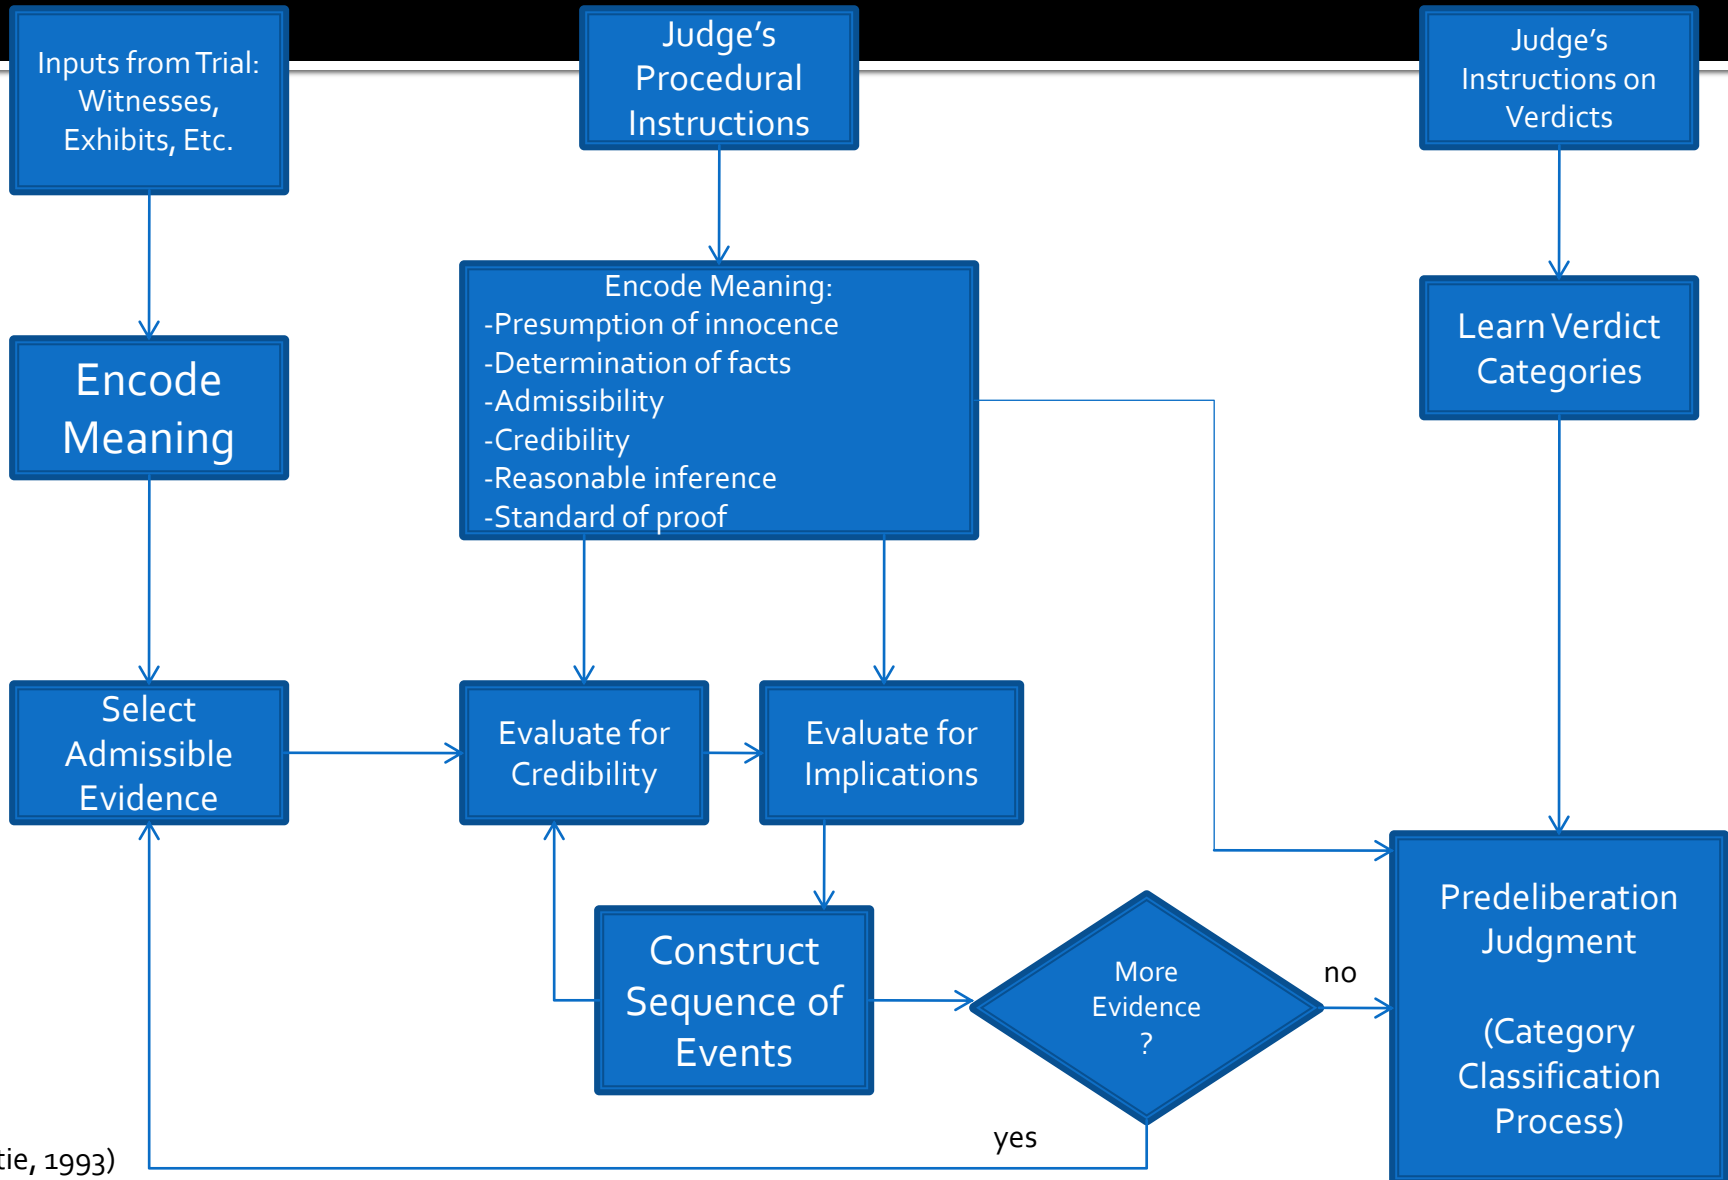 Inputs from Trial:
Witnesses,
Exhibits, Etc.
Judge’s
Procedural
Instructions
Judge’s
Instructions on
Verdicts
Encode
Meaning
Encode Meaning:
-Presumption of innocence
-Determination of facts
-Admissibility
-Credibility
-Reasonable inference
-Standard of proof
Learn Verdict
Categories
Select
Admissible
Evidence
Evaluate for
Credibility
Evaluate for
Implications
Construct
Sequence of
Events
More
Evidence
?
no
yes
Predeliberation
Judgment
(Category
Classification
Process)
tie, 1993)